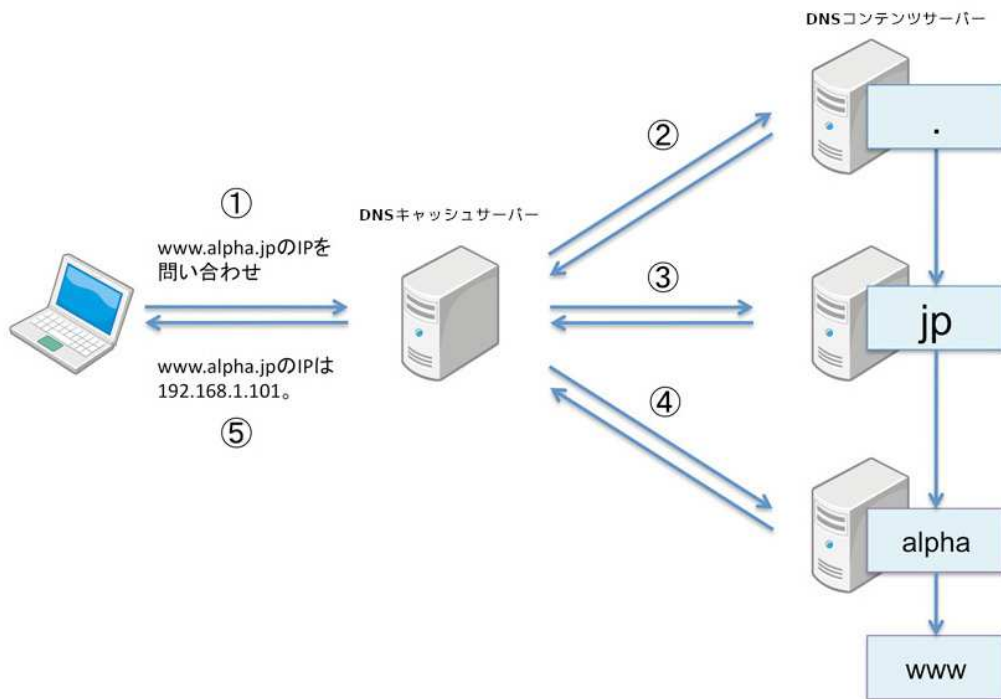 DNSコンテンツサーバー
.
②
①
DNSキャッシュサーバー
www.alpha.jpのIPを
問い合わせ
③
jp
www.alpha.jpのIPは
192.168.1.101。
④
⑤
alpha
www